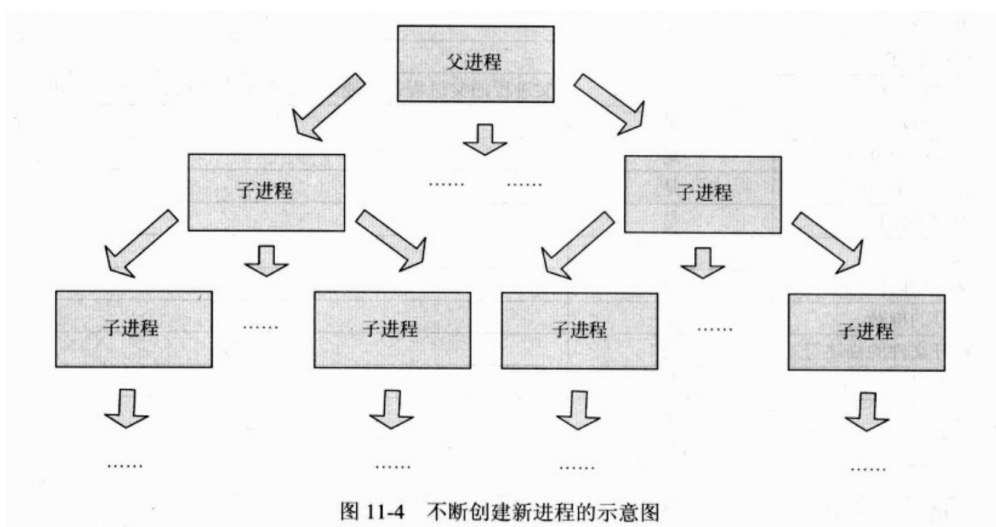 父进程
子进程
…… ……
子进程
子进程
……
子进程
子进程
……
子进程
……
……
……
……
图 11-4 不断创建新进程的示意图